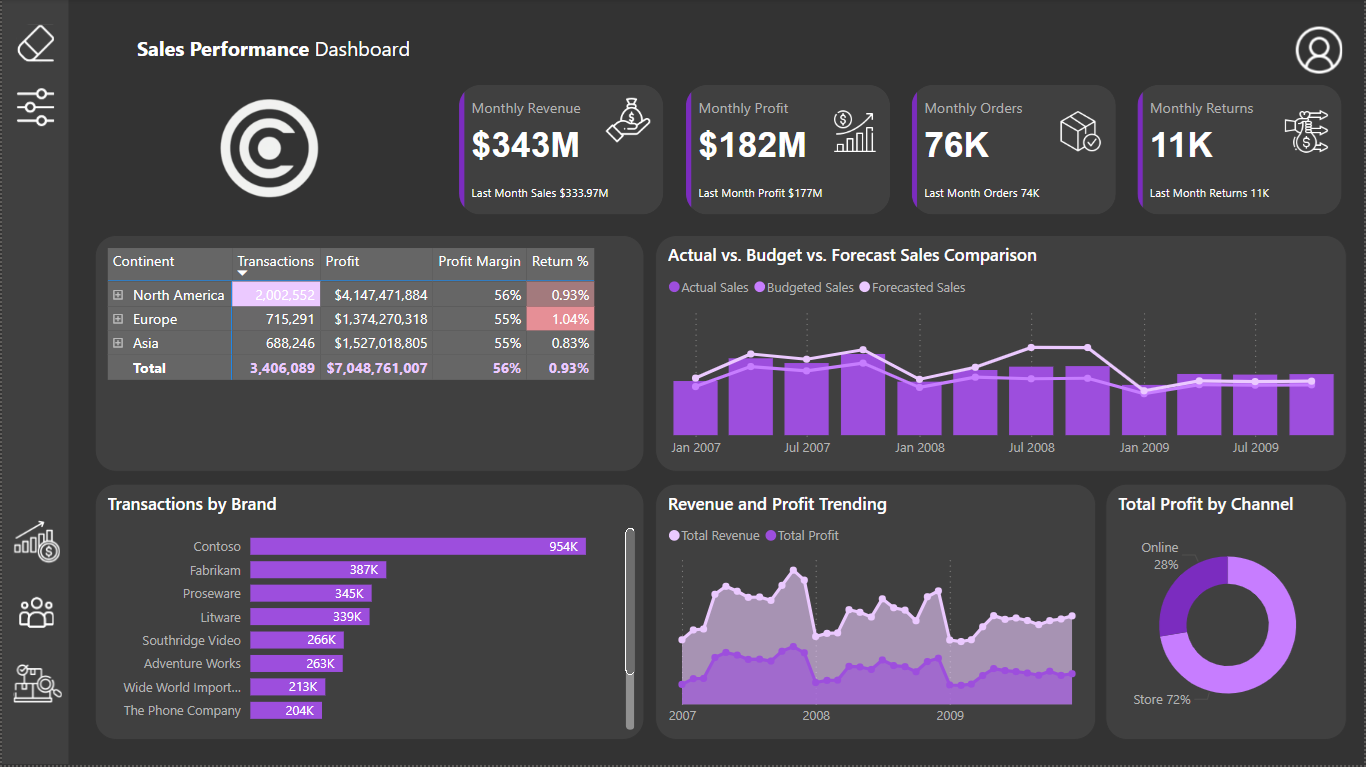 Sales Performance Dashboard
Monthly Revenue
$343M
Last Month Sales $333.97M
Monthly Profit
$182M
Last Month Profit $177M
Monthly Orders
76K
Last Month Orders 74K
Monthly Returns
11K
Last Month Returns 11K
Continent Transactions Profit Profit Margin Return %
North America 2,002,552 $4,147,471,884 56% 0.93%
Europe 715,291 $1,374,270,318 55% 1.04%
Asia 688,246 $1,527,018,805 55% 0.83%
Total 3,406,089 $7,048,761,007 56% 0.93%
Actual vs. Budget vs. Forecast Sales Comparison
Actual Sales Budgeted Sales Forecasted Sales
Jan 2007 Jul 2007 Jan 2008 Jul 2008 Jan 2009 Jul 2009
Transactions by Brand
Contoso 954K
Fabrikam 387K
Proseware 345K
Litware 339K
Southridge Video 266K
Adventure Works 263K
Wide World Import... 213K
The Phone Company 204K
Revenue and Profit Trending
Total Revenue Total Profit
2007 2008 2009
Total Profit by Channel
Online
28%
Store 72%